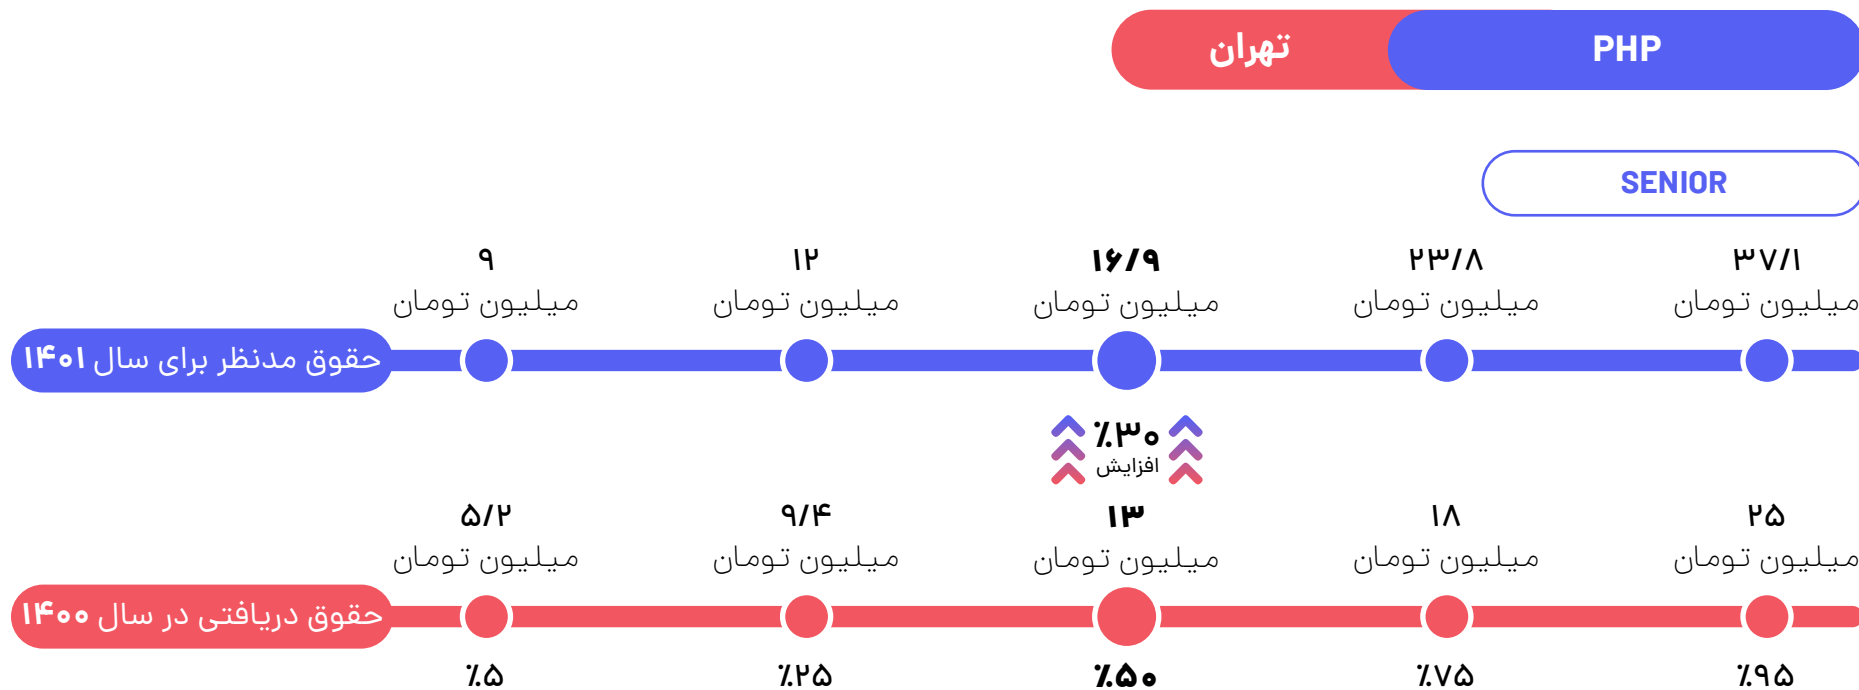 PHP
تهران
SENIOR
۳۷/۱
میلیون تومان
۲۳/۸
میلیون تومان
۱۶/۹
میلیون تومان
۱۲
میلیون تومان
۹
میلیون تومان
حقوق مدنظر برای سال ۱۴۰۱
٪۳۰
افزایش
۲۵
میلیون تومان
۱۸
میلیون تومان
۱۳
میلیون تومان
۹/۴
میلیون تومان
۵/۲
میلیون تومان
حقوق دریافتی در سال ۱۴۰۰
٪۹۵
٪۷۵
٪۵۰
٪۲۵
٪۵